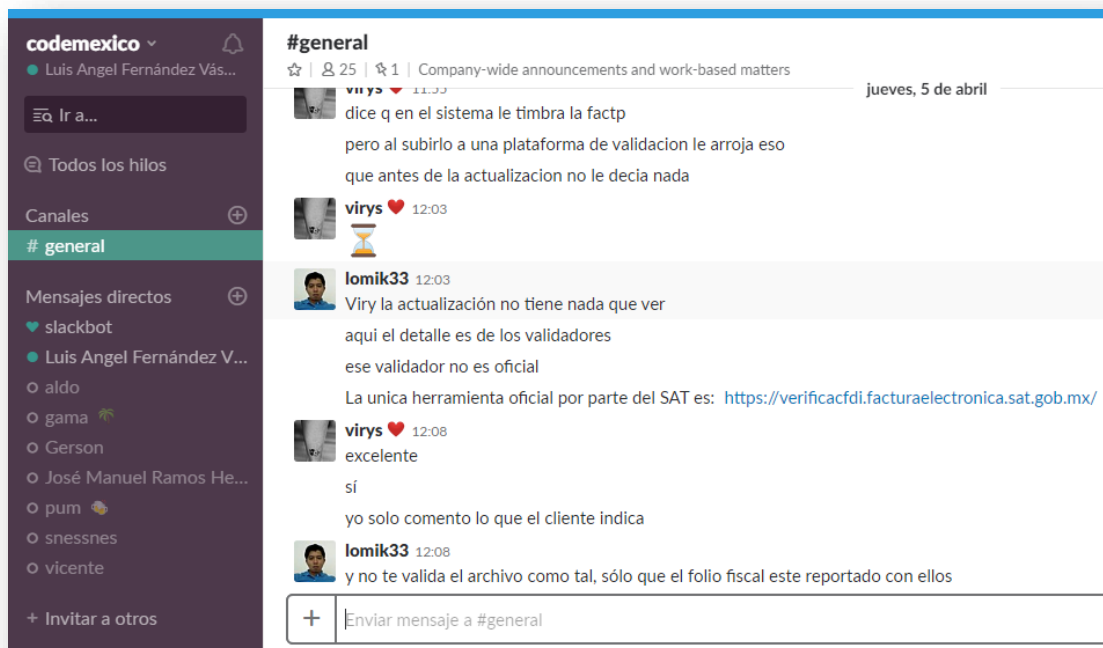 codemexico
Luis Angel Fernández Vás...
Ir a...
Todos los hilos
Canales
# general
Mensajes directos
slackbot
Luis Angel Fernández V...
aldo
gama
Gerson
José Manuel Ramos He...
pum
snessnes
vicente
+ Invitar a otros
#general
25 | 1 | Company-wide announcements and work-based matters
jueves, 5 de abril
virys 11:55
dice q en el sistema le timbra la factp
pero al subirlo a una plataforma de validacion le arroja eso
que antes de la actualizacion no le decia nada
virys 12:03
lomik33 12:03
Viry la actualización no tiene nada que ver
aqui el detalle es de los validadores
ese validador no es oficial
La unica herramienta oficial por parte del SAT es: https://verificacfdi.facturaelectronica.sat.gob.mx/
virys 12:08
excelente
sí
yo solo comento lo que el cliente indica
lomik33 12:08
y no te valida el archivo como tal, sólo que el folio fiscal este reportado con ellos
+ Enviar mensaje a #general